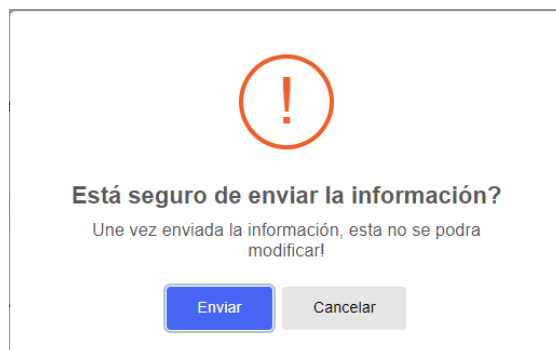 !
Está seguro de enviar la información?
Une vez enviada la información, esta no se podra
modificar!
Enviar
Cancelar